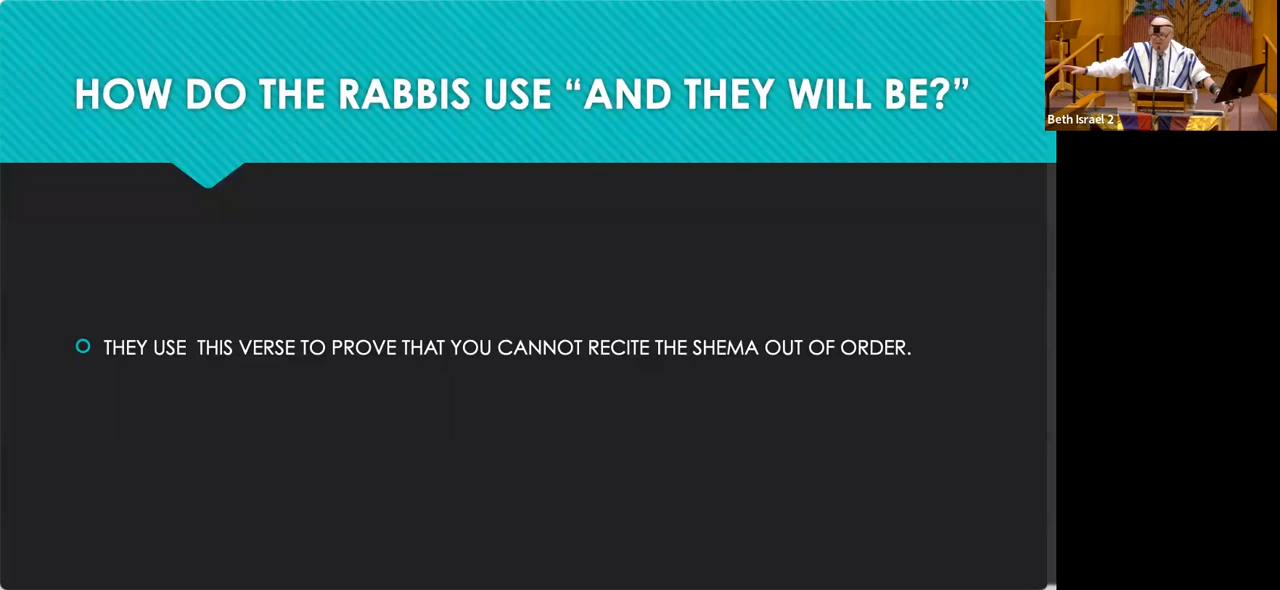 HOW DO THE RABBIS USE “AND THEY WILL BE?”
Beth Israel 2
THEY USE THIS VERSE TO PROVE THAT YOU CANNOT RECITE THE SHEMA OUT OF ORDER.